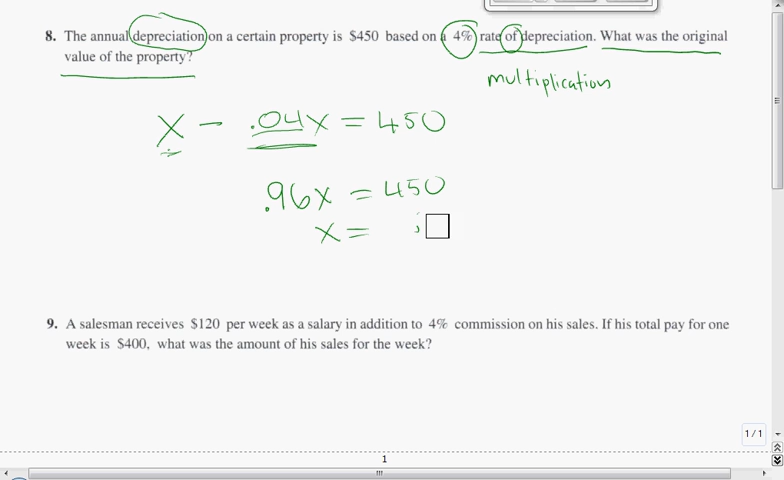 8. The annual depreciation on a certain property is $450 based on a 4% rate of depreciation. What was the original
value of the property?
multiplication
x - .04x = 450
.96x = 450
x =
9. A salesman receives $120 per week as a salary in addition to 4% commission on his sales. If his total pay for one
week is $400, what was the amount of his sales for the week?
1 / 1
1